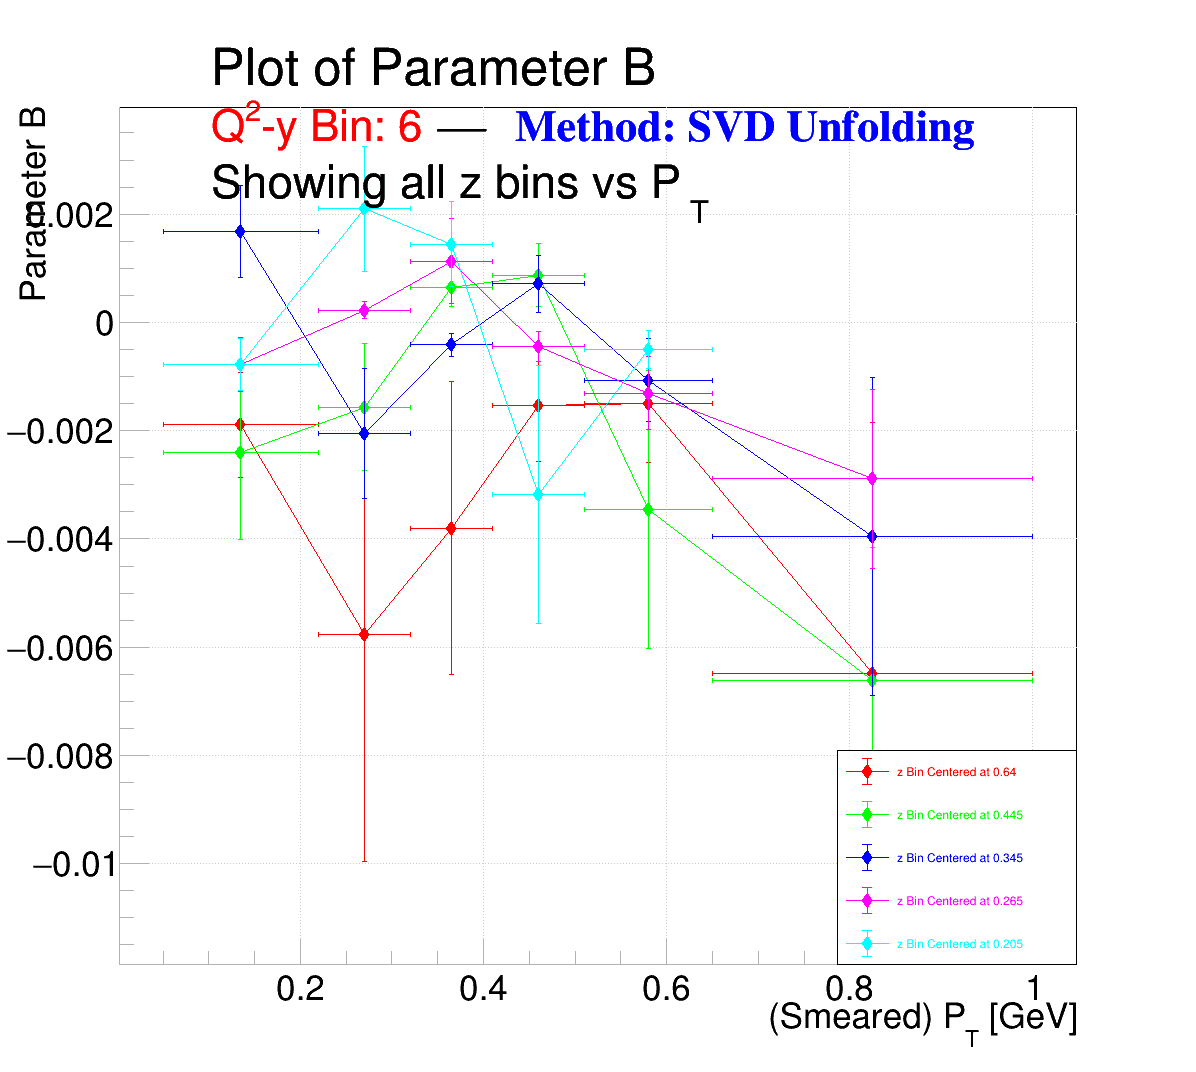 Plot of Parameter B
Q²-y Bin: 6 — Method: SVD Unfolding
Showing all z bins vs P_T
Parameter B
0.002
0
−0.002
−0.004
−0.006
−0.008
−0.01
z Bin Centered at 0.64
z Bin Centered at 0.445
z Bin Centered at 0.345
z Bin Centered at 0.265
z Bin Centered at 0.205
0.2 0.4 0.6 0.8 1
(Smeared) P_T [GeV]